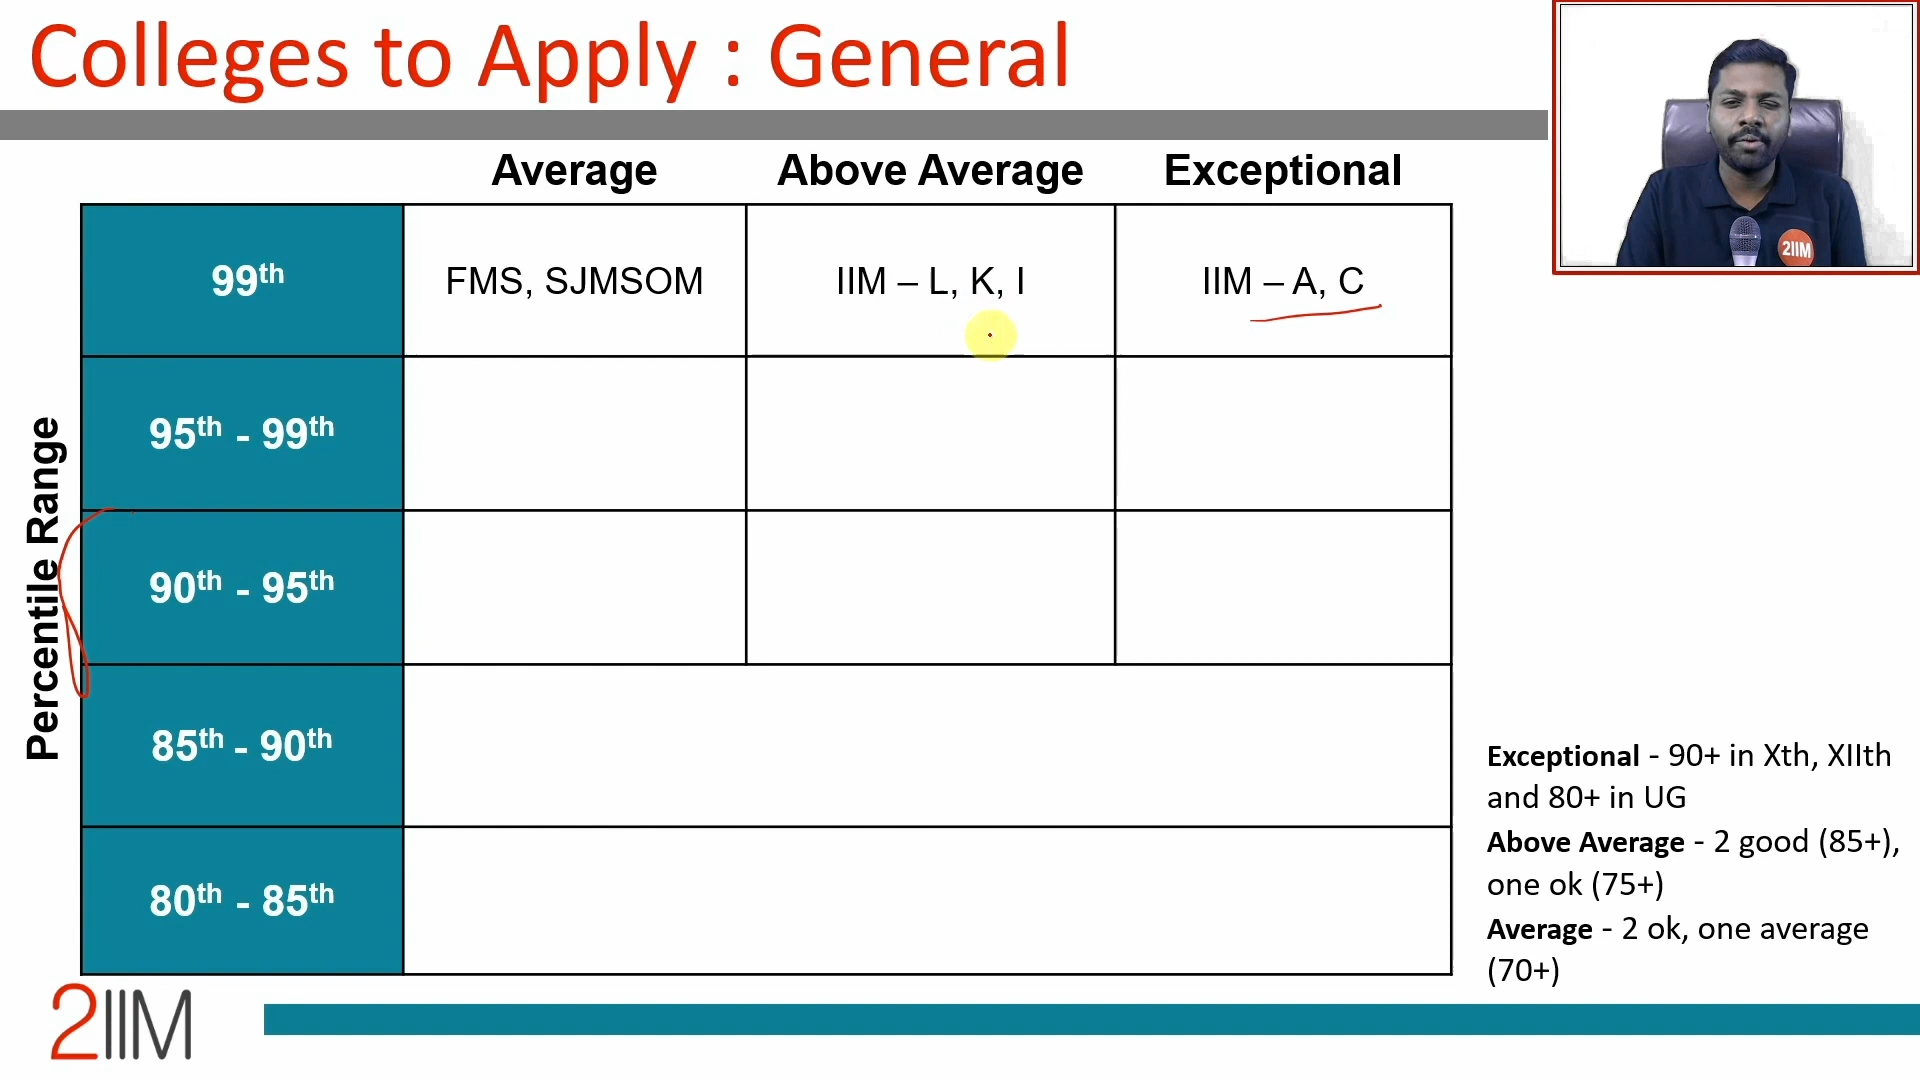 Colleges to Apply : General
Average Above Average Exceptional
99th FMS, SJMSOM IIM – L, K, I IIM – A, C
95th - 99th
90th - 95th
85th - 90th
80th - 85th
Percentile Range
2IIM
Exceptional - 90+ in Xth, XIIth
and 80+ in UG
Above Average - 2 good (85+),
one ok (75+)
Average - 2 ok, one average
(70+)
2IIM